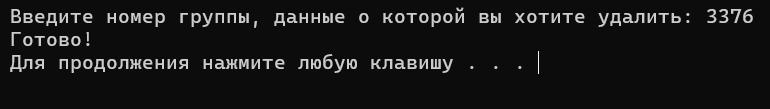 Введите номер группы, данные о которой вы хотите удалить: 3376
Готово!
Для продолжения нажмите любую клавишу . . .